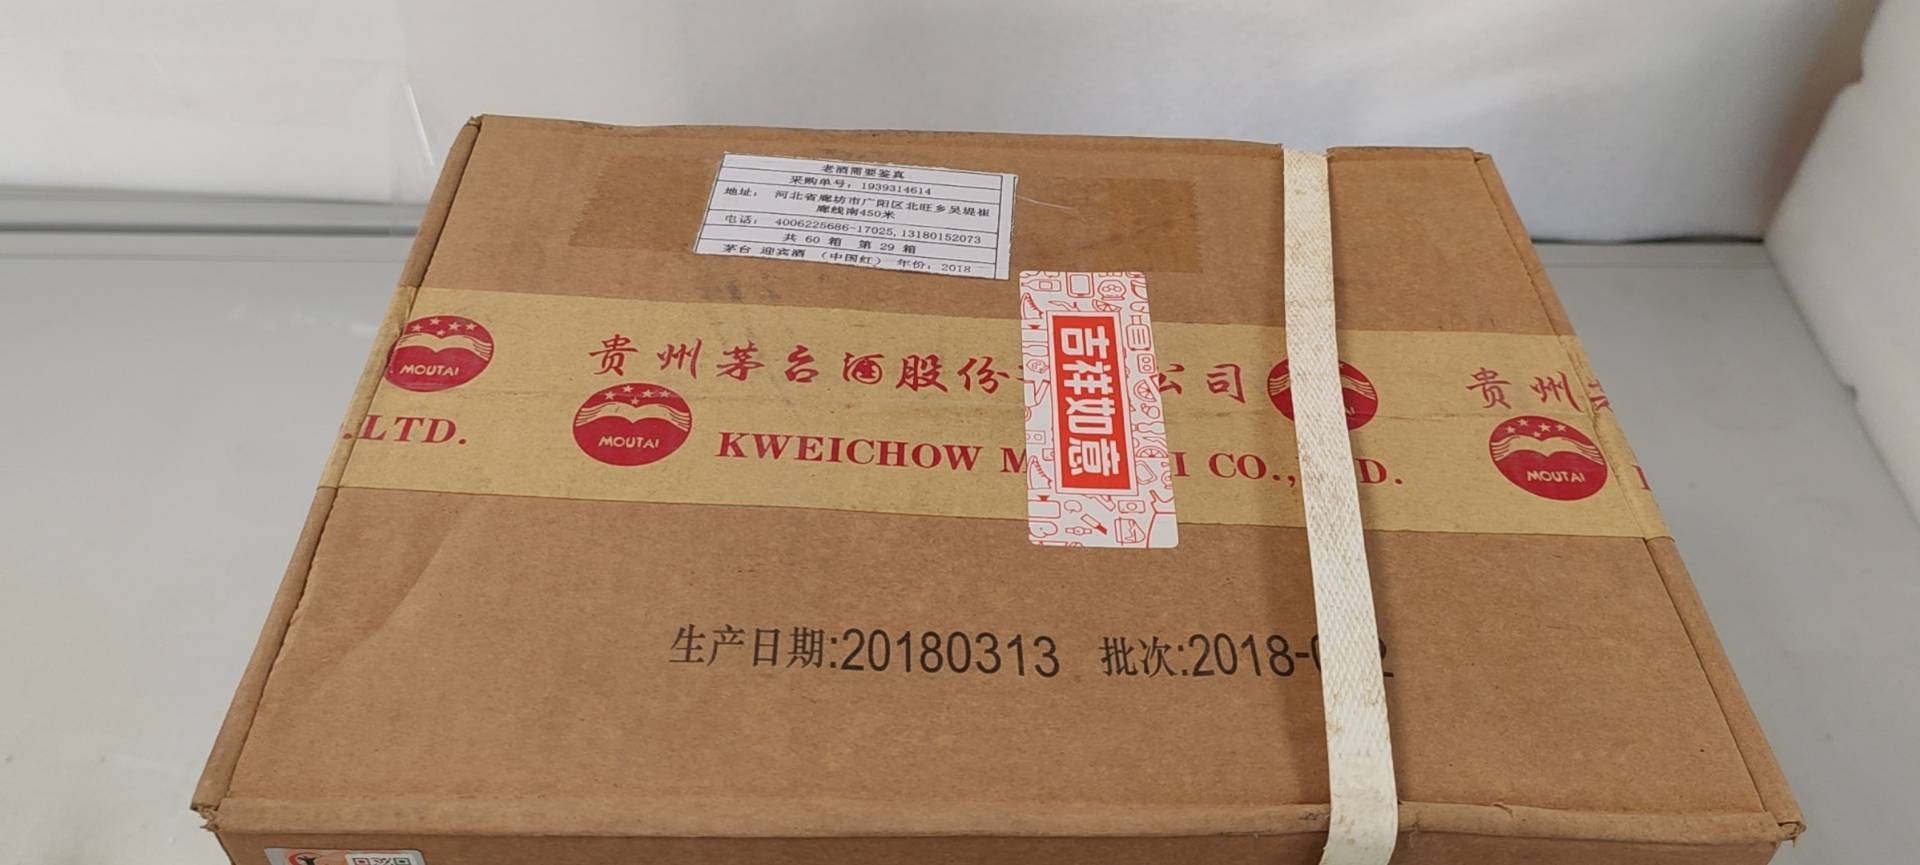 老酒需要鉴真
采购单号：1939314614
地址： 河北省廊坊市广阳区北旺乡吴堤崔
廊线南450米
电话： 4006225686-17025, 13180152073
共 60 箱 第 29 箱
茅台 迎宾酒 （中国红） 年份：2018
贵州茅台酒股份 公司
贵州
MOUTAI
.LTD.
MOUTAI
KWEICHOW M I CO., D.
MOUTAI
吉祥如意
生产日期:20180313 批次:2018- 2